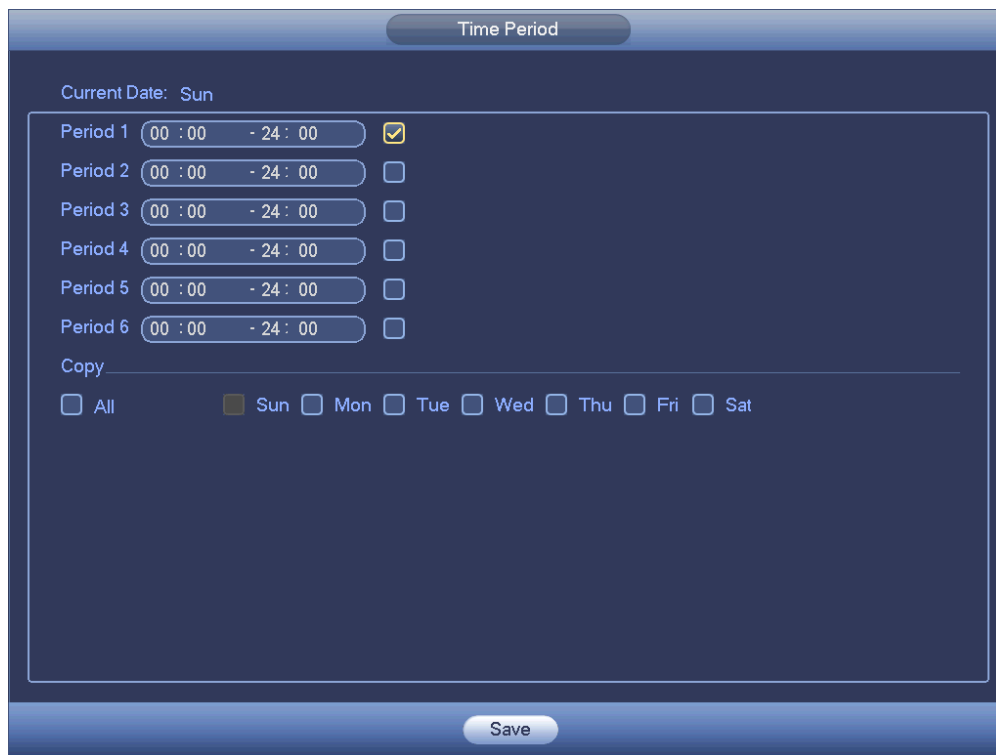 Time Period
Current Date: Sun
Period 1 00 : 00 - 24 : 00
Period 2 00 : 00 - 24 : 00
Period 3 00 : 00 - 24 : 00
Period 4 00 : 00 - 24 : 00
Period 5 00 : 00 - 24 : 00
Period 6 00 : 00 - 24 : 00
Copy
All Sun Mon Tue Wed Thu Fri Sat
Save